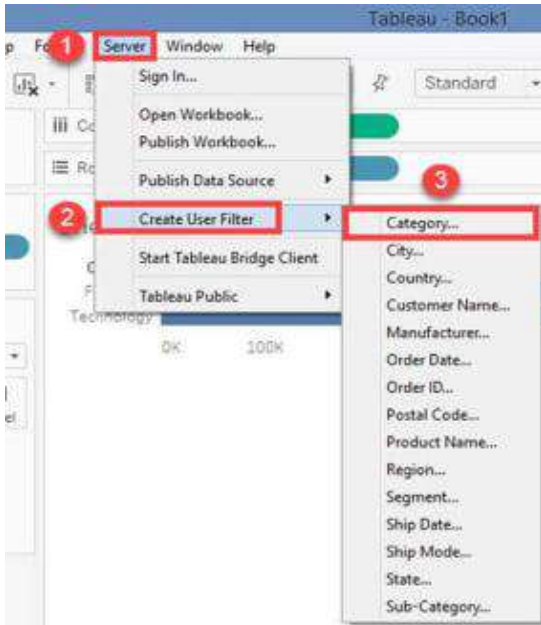 Tableau - Book1
1 Server Window Help
Sign In...
Standard
Open Workbook...
Publish Workbook...
Publish Data Source
3
2 Create User Filter
Category...
City...
Start Tableau Bridge Client
Country...
Customer Name...
Tableau Public
Manufacturer...
Technology
0K 100K
Order Date...
Order ID...
Postal Code...
Product Name...
Region...
Segment...
Ship Date...
Ship Mode...
State...
Sub-Category...